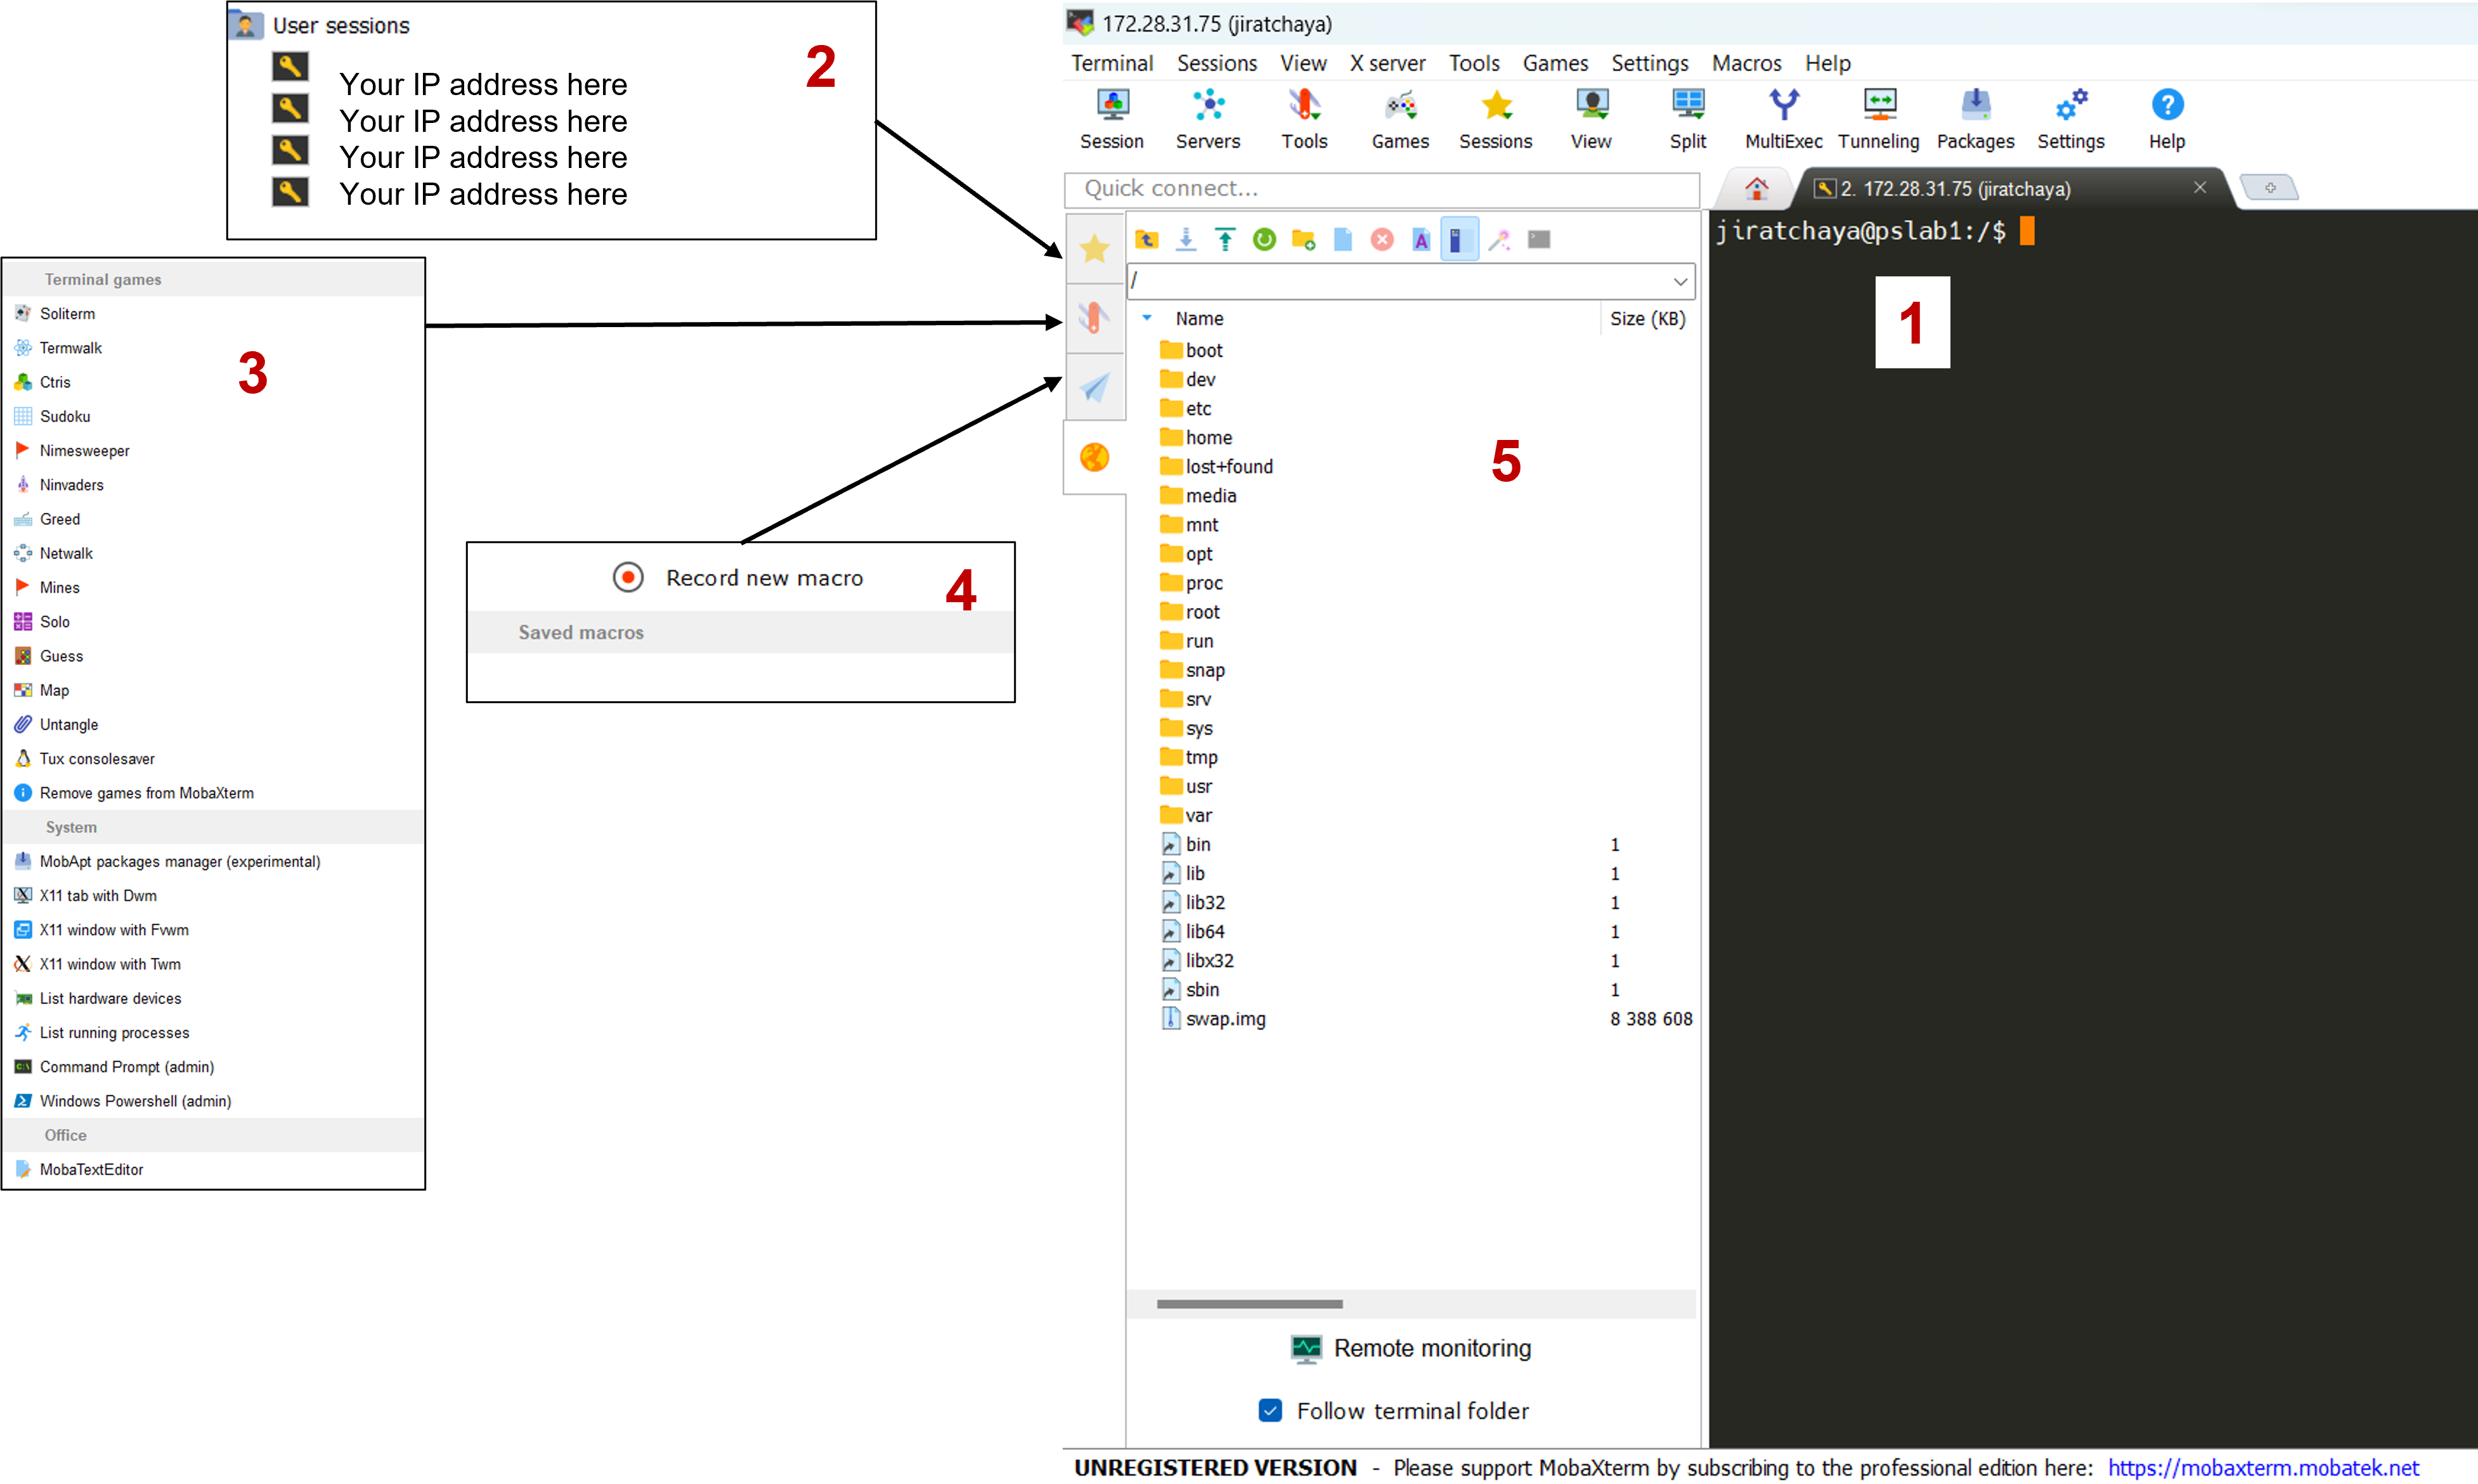 User sessions
2
Your IP address here
Your IP address here
Your IP address here
Your IP address here
Terminal games
Soliterm
Termwalk
3
Ctris
Sudoku
Nimesweeper
Ninvaders
Greed
Netwalk
Mines
Solo
Guess
Map
Untangle
Tux consolesaver
Remove games from MobaXterm
System
MobApt packages manager (experimental)
X11 tab with Dwm
X11 window with Fvwm
X11 window with Twm
List hardware devices
List running processes
Command Prompt (admin)
Windows Powershell (admin)
Office
MobaTextEditor
Record new macro
4
Saved macros
172.28.31.75 (jiratchaya)
Terminal Sessions View X server Tools Games Settings Macros Help
Session Servers Tools Games Sessions View Split MultiExec Tunneling Packages Settings Help
Quick connect...
2. 172.28.31.75 (jiratchaya)
/
Name Size (KB)
boot
dev
etc
home
lost+found
media
mnt
opt
proc
root
run
snap
srv
sys
tmp
usr
var
bin 1
lib 1
lib32 1
lib64 1
libx32 1
sbin 1
swap.img 8 388 608
5
Remote monitoring
Follow terminal folder
jiratchaya@pslab1:/$
1
UNREGISTERED VERSION - Please support MobaXterm by subscribing to the professional edition here: https://mobaxterm.mobatek.net